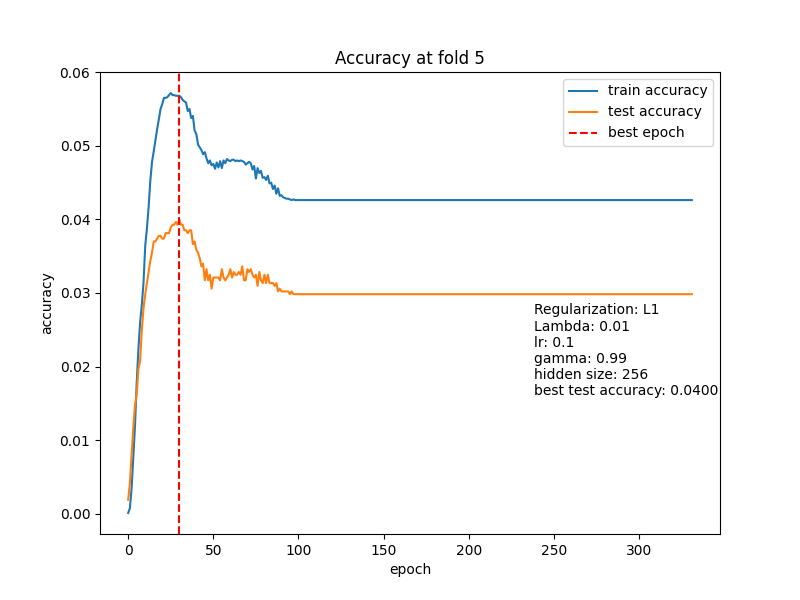 Accuracy at fold 5
train accuracy
test accuracy
best epoch
accuracy
0.06
0.05
0.04
0.03
0.02
0.01
0.00
Regularization: L1
Lambda: 0.01
lr: 0.1
gamma: 0.99
hidden size: 256
best test accuracy: 0.0400
0 50 100 150 200 250 300
epoch